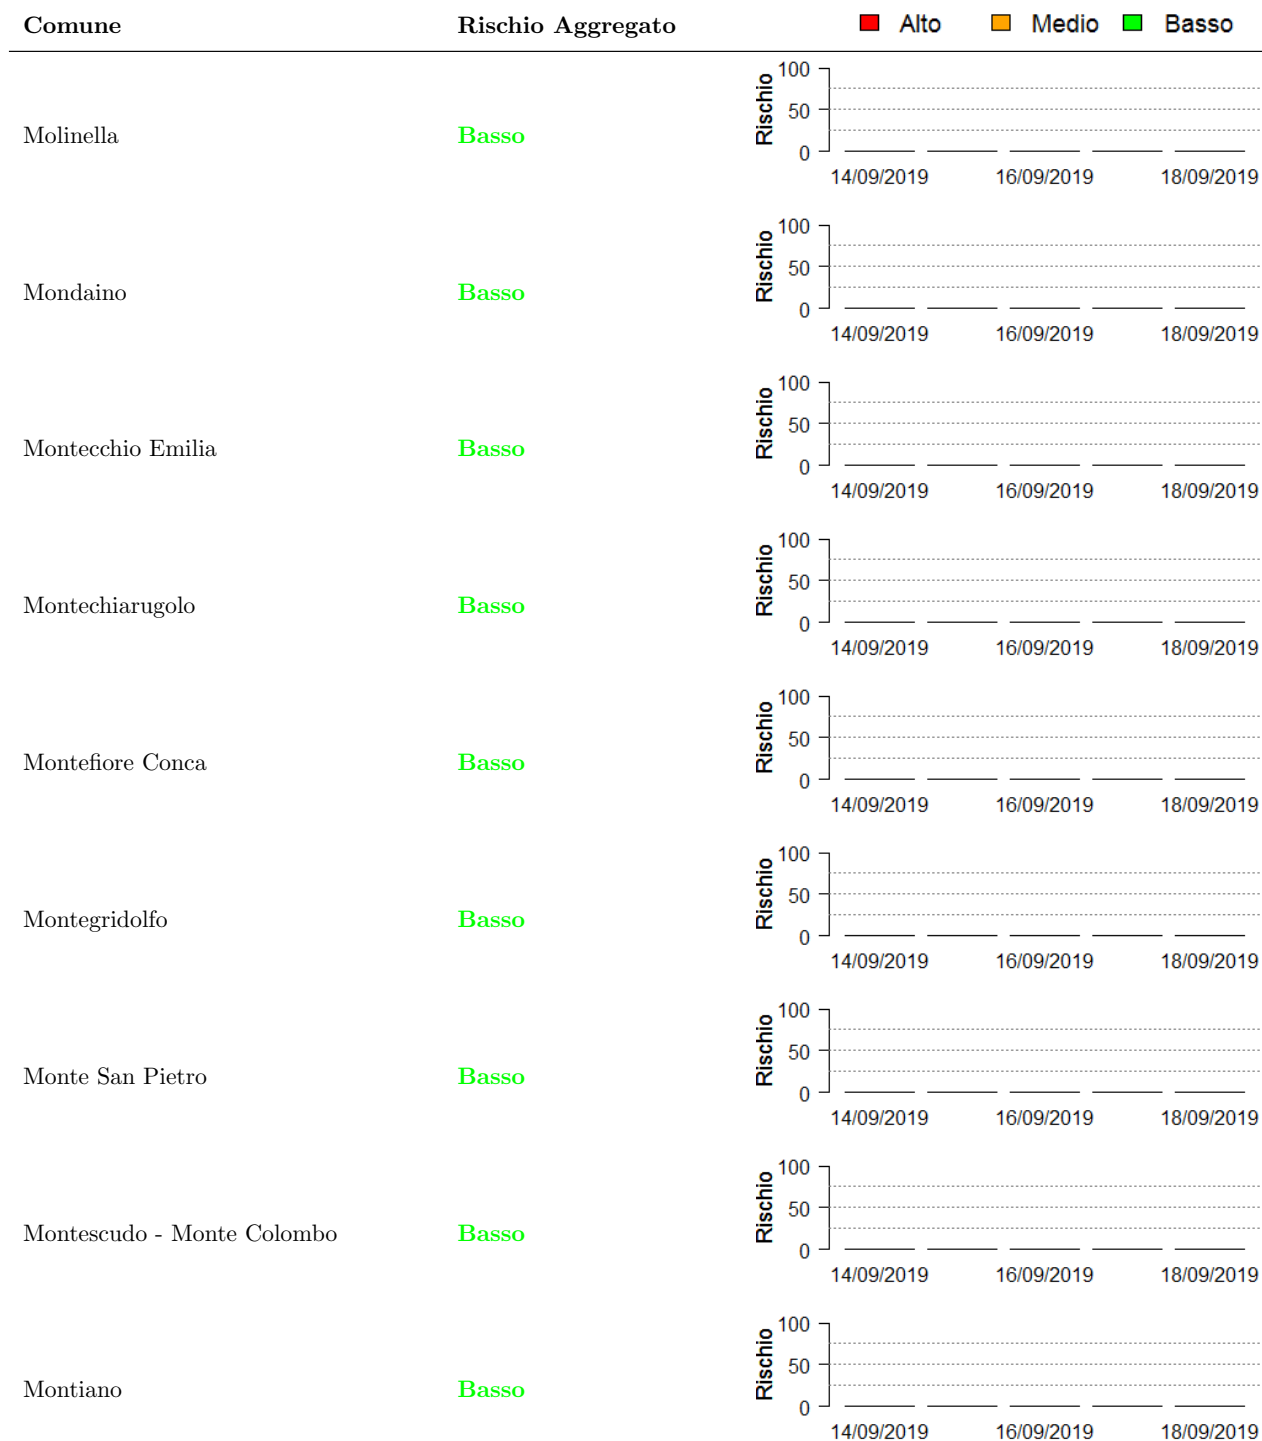 Comune Rischio Aggregato Alto Medio Basso
100
50
0
Rischio
Molinella Basso
14/09/2019 16/09/2019 18/09/2019
100
50
0
Rischio
Mondaino Basso
14/09/2019 16/09/2019 18/09/2019
100
50
0
Rischio
Montecchio Emilia Basso
14/09/2019 16/09/2019 18/09/2019
100
50
0
Rischio
Montechiarugolo Basso
14/09/2019 16/09/2019 18/09/2019
100
50
0
Rischio
Montefiore Conca Basso
14/09/2019 16/09/2019 18/09/2019
100
50
0
Rischio
Montegridolfo Basso
14/09/2019 16/09/2019 18/09/2019
100
50
0
Rischio
Monte San Pietro Basso
14/09/2019 16/09/2019 18/09/2019
100
50
0
Rischio
Montescudo - Monte Colombo Basso
14/09/2019 16/09/2019 18/09/2019
100
50
0
Rischio
Montiano Basso
14/09/2019 16/09/2019 18/09/2019